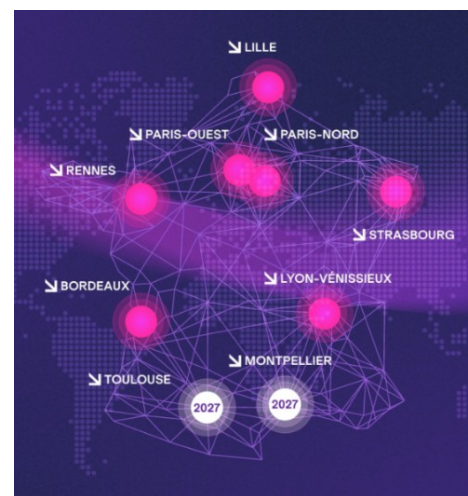 LILLE
PARIS-OUEST
PARIS-NORD
RENNES
STRASBOURG
LYON-VÉNISSIEUX
BORDEAUX
MONTPELLIER
TOULOUSE
2027
2027